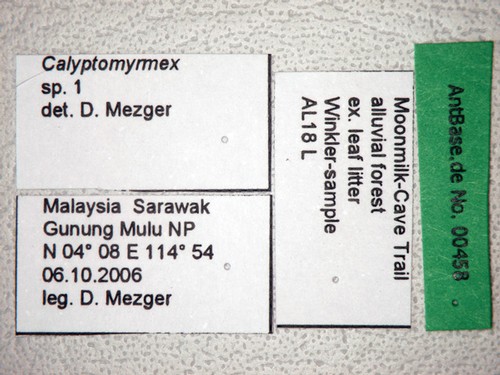 Calyptomyrmex
sp. 1
det. D. Mezger
Malaysia Sarawak
Gunung Mulu NP
N 04° 08 E 114° 54
06.10.2006
leg. D. Mezger
Moonmilk-Cave Trail
alluvial forest
ex. leaf litter
Winkler-sample
AL18 L
AntBase.de No. 00458